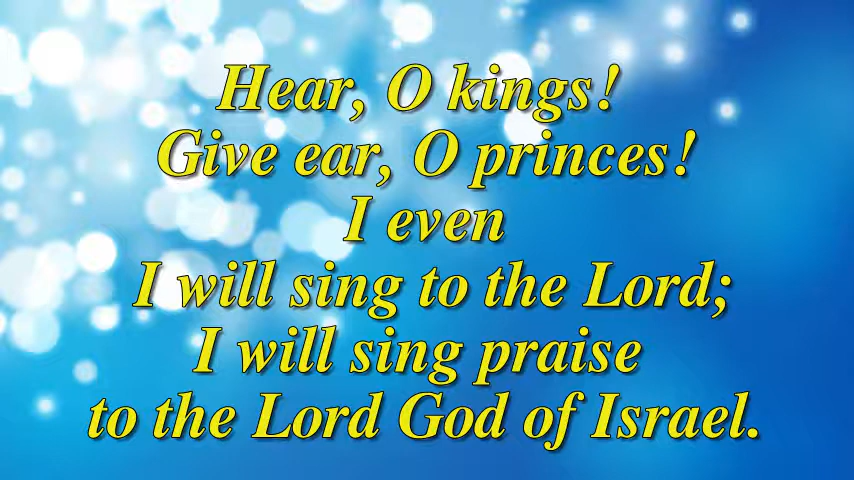 Hear, O kings!
Give ear, O princes!
I even
I will sing to the Lord;
I will sing praise
to the Lord God of Israel.